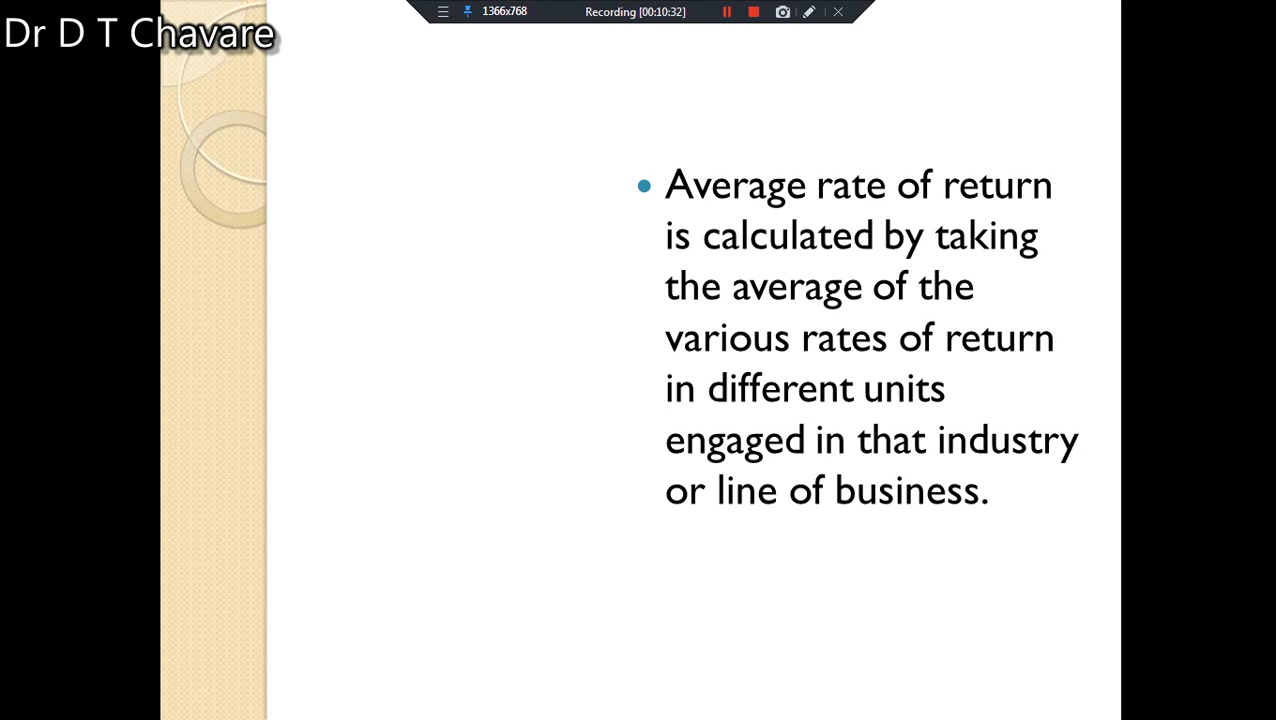 1366x768
Recording [00:10:32]
Dr D T Chavare
• Average rate of return
is calculated by taking
the average of the
various rates of return
in different units
engaged in that industry
or line of business.